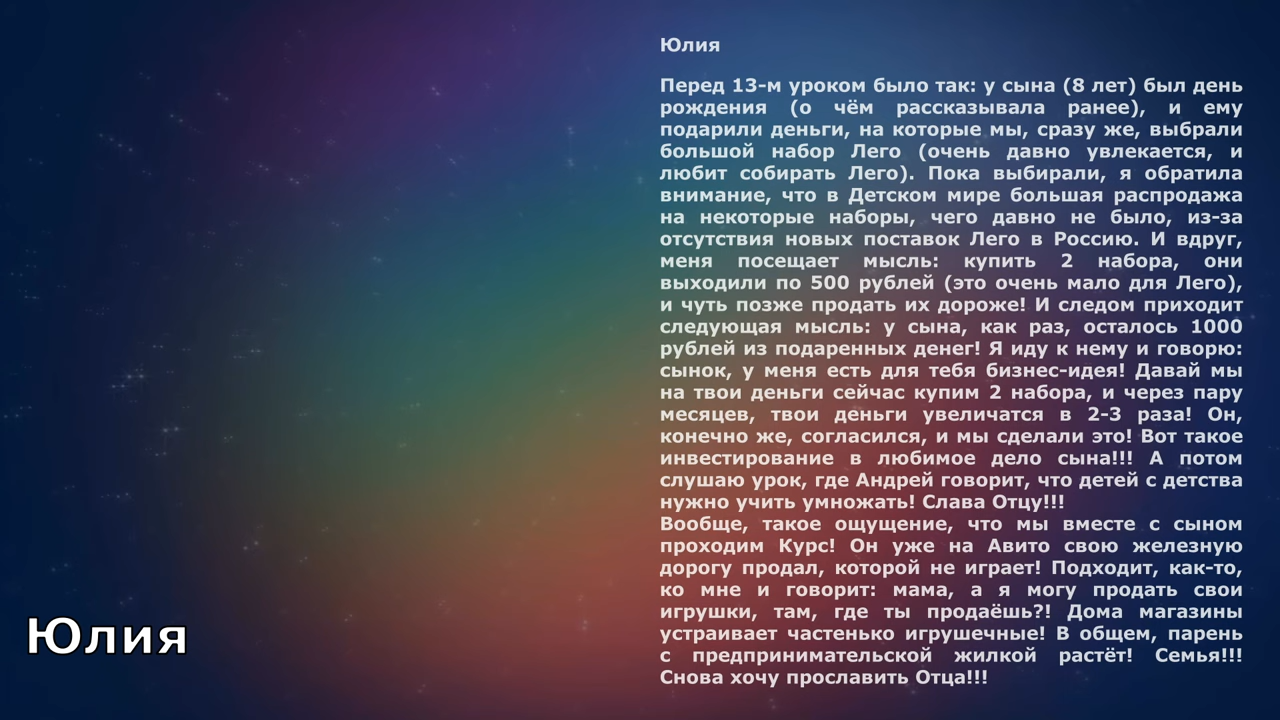 Юлия
Перед 13-м уроком было так: у сына (8 лет) был день
рождения (о чём рассказывала ранее), и ему
подарили деньги, на которые мы, сразу же, выбрали
большой набор Лего (очень давно увлекается, и
любит собирать Лего). Пока выбирали, я обратила
внимание, что в Детском мире большая распродажа
на некоторые наборы, чего давно не было, из-за
отсутствия новых поставок Лего в Россию. И вдруг,
меня посещает мысль: купить 2 набора, они
выходили по 500 рублей (это очень мало для Лего),
и чуть позже продать их дороже! И следом приходит
следующая мысль: у сына, как раз, осталось 1000
рублей из подаренных денег! Я иду к нему и говорю:
сынок, у меня есть для тебя бизнес-идея! Давай мы
на твои деньги сейчас купим 2 набора, и через пару
месяцев, твои деньги увеличатся в 2-3 раза! Он,
конечно же, согласился, и мы сделали это! Вот такое
инвестирование в любимое дело сына!!! А потом
слушаю урок, где Андрей говорит, что детей с детства
нужно учить умножать! Слава Отцу!!!
Вообще, такое ощущение, что мы вместе с сыном
проходим Курс! Он уже на Авито свою железную
дорогу продал, которой не играет! Подходит, как-то,
ко мне и говорит: мама, а я могу продать свои
игрушки, там, где ты продаёшь?! Дома магазины
устраивает частенько игрушечные! В общем, парень
с предпринимательской жилкой растёт! Семья!!!
Снова хочу прославить Отца!!!
Юлия